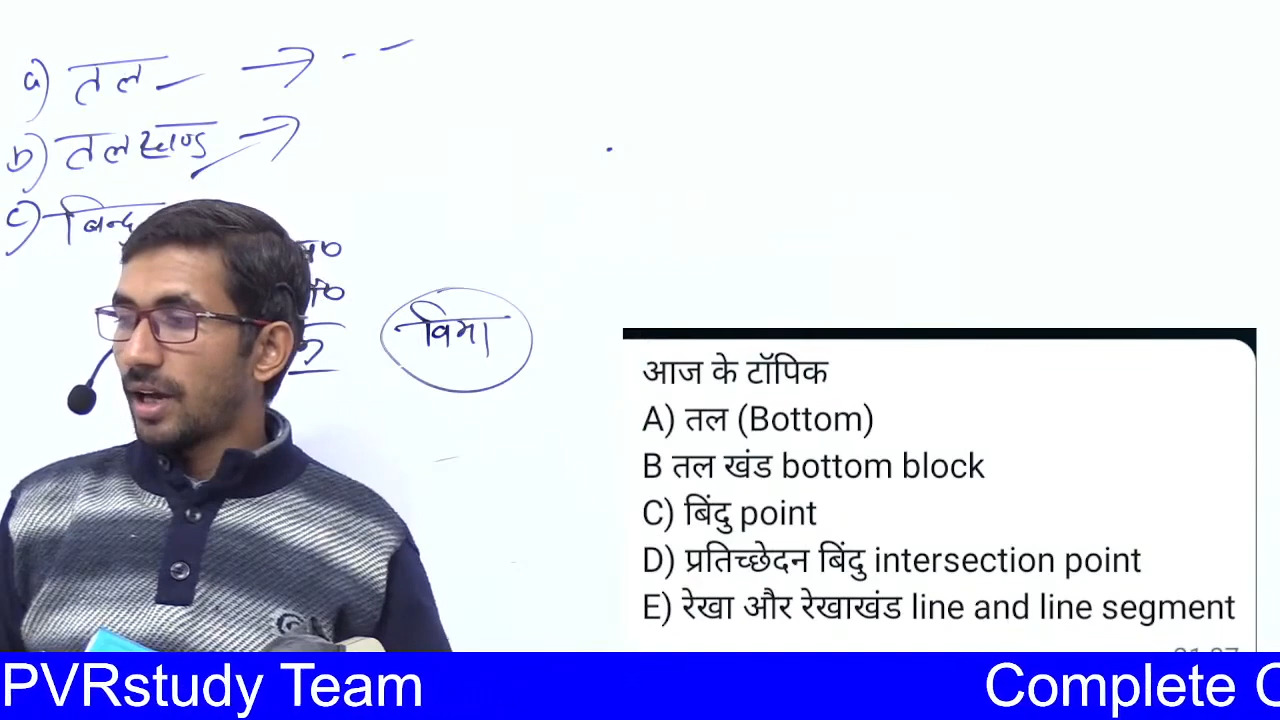 a) तल
b) तलखण्ड
c) बिन्दु
विमा
आज के टॉपिक
A) तल (Bottom)
B तल खंड bottom block
C) बिंदु point
D) प्रतिच्छेदन बिंदु intersection point
E) रेखा और रेखाखंड line and line segment
PVRstudy Team
Complete C